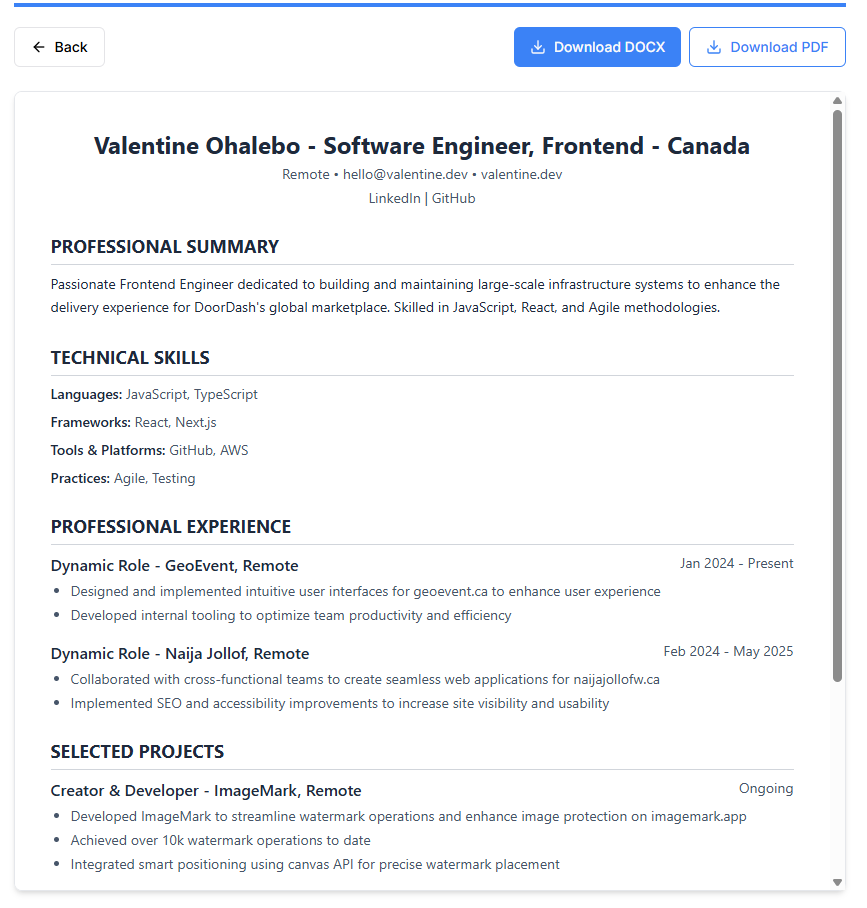 Back
Download DOCX
Download PDF
Valentine Ohalebo - Software Engineer, Frontend - Canada
Remote • hello@valentine.dev • valentine.dev
LinkedIn | GitHub
PROFESSIONAL SUMMARY
Passionate Frontend Engineer dedicated to building and maintaining large-scale infrastructure systems to enhance the
delivery experience for DoorDash's global marketplace. Skilled in JavaScript, React, and Agile methodologies.
TECHNICAL SKILLS
Languages: JavaScript, TypeScript
Frameworks: React, Next.js
Tools & Platforms: GitHub, AWS
Practices: Agile, Testing
PROFESSIONAL EXPERIENCE
Dynamic Role - GeoEvent, Remote Jan 2024 - Present
• Designed and implemented intuitive user interfaces for geoevent.ca to enhance user experience
• Developed internal tooling to optimize team productivity and efficiency
Dynamic Role - Naija Jollof, Remote Feb 2024 - May 2025
• Collaborated with cross-functional teams to create seamless web applications for naijajollofw.ca
• Implemented SEO and accessibility improvements to increase site visibility and usability
SELECTED PROJECTS
Creator & Developer - ImageMark, Remote Ongoing
• Developed ImageMark to streamline watermark operations and enhance image protection on imagemark.app
• Achieved over 10k watermark operations to date
• Integrated smart positioning using canvas API for precise watermark placement